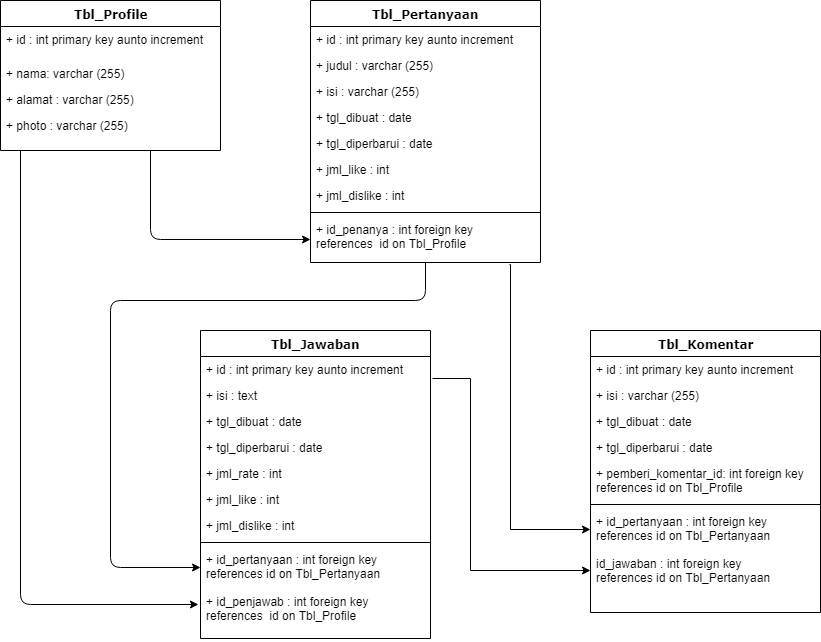 Tbl_Profile
+ id : int primary key aunto increment
+ nama: varchar (255)
+ alamat : varchar (255)
+ photo : varchar (255)
Tbl_Pertanyaan
+ id : int primary key aunto increment
+ judul : varchar (255)
+ isi : varchar (255)
+ tgl_dibuat : date
+ tgl_diperbarui : date
+ jml_like : int
+ jml_dislike : int
+ id_penanya : int foreign key
references  id on Tbl_Profile
Tbl_Jawaban
+ id : int primary key aunto increment
+ isi : text
+ tgl_dibuat : date
+ tgl_diperbarui : date
+ jml_rate : int
+ jml_like : int
+ jml_dislike : int
+ id_pertanyaan : int foreign key
references id on Tbl_Pertanyaan
+ id_penjawab : int foreign key
references  id on Tbl_Profile
Tbl_Komentar
+ id : int primary key aunto increment
+ isi : varchar (255)
+ tgl_dibuat : date
+ tgl_diperbarui : date
+ pemberi_komentar_id: int foreign key
references id on Tbl_Profile
+ id_pertanyaan : int foreign key
references id on Tbl_Pertanyaan
id_jawaban : int foreign key
references id on Tbl_Pertanyaan